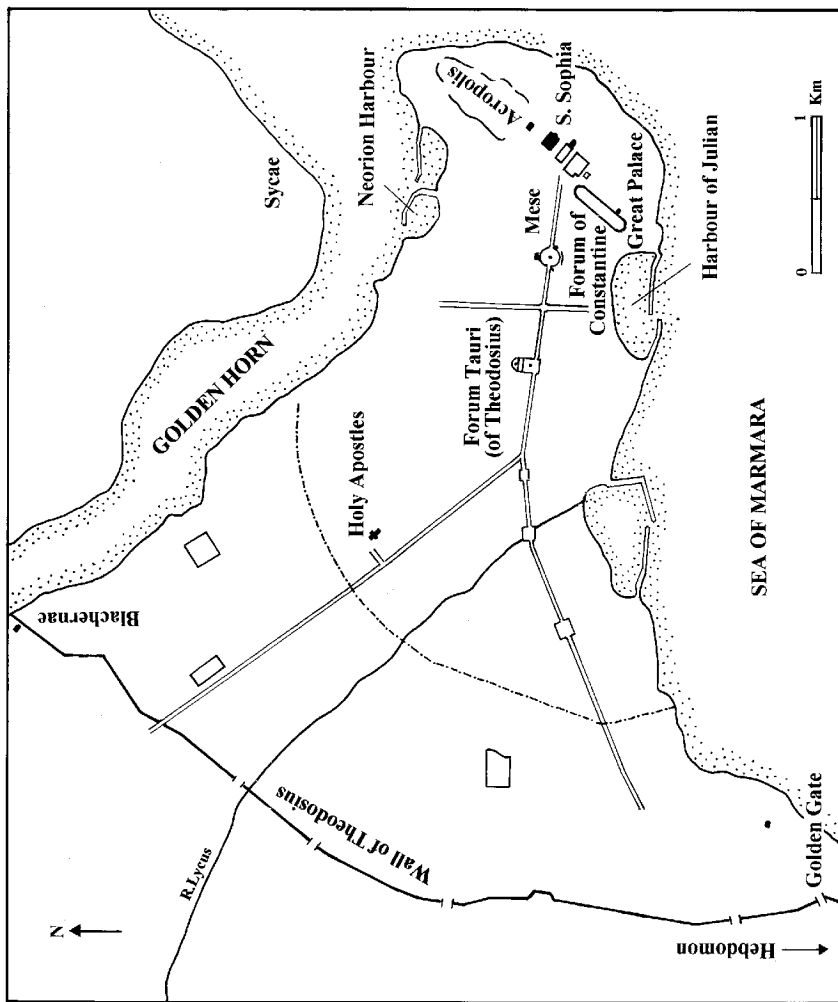 N
GOLDEN HORN
Sycae
Neorion Harbour
Acropolis
S. Sophia
Blachernae
Holy Apostles
Mese
Forum Tauri
(of Theodosius)
Forum of
Constantine
Great Palace
Harbour of Julian
R.Lycus
Wall of Theodosius
SEA OF MARMARA
Golden Gate
Hebdomon
0
1
Km